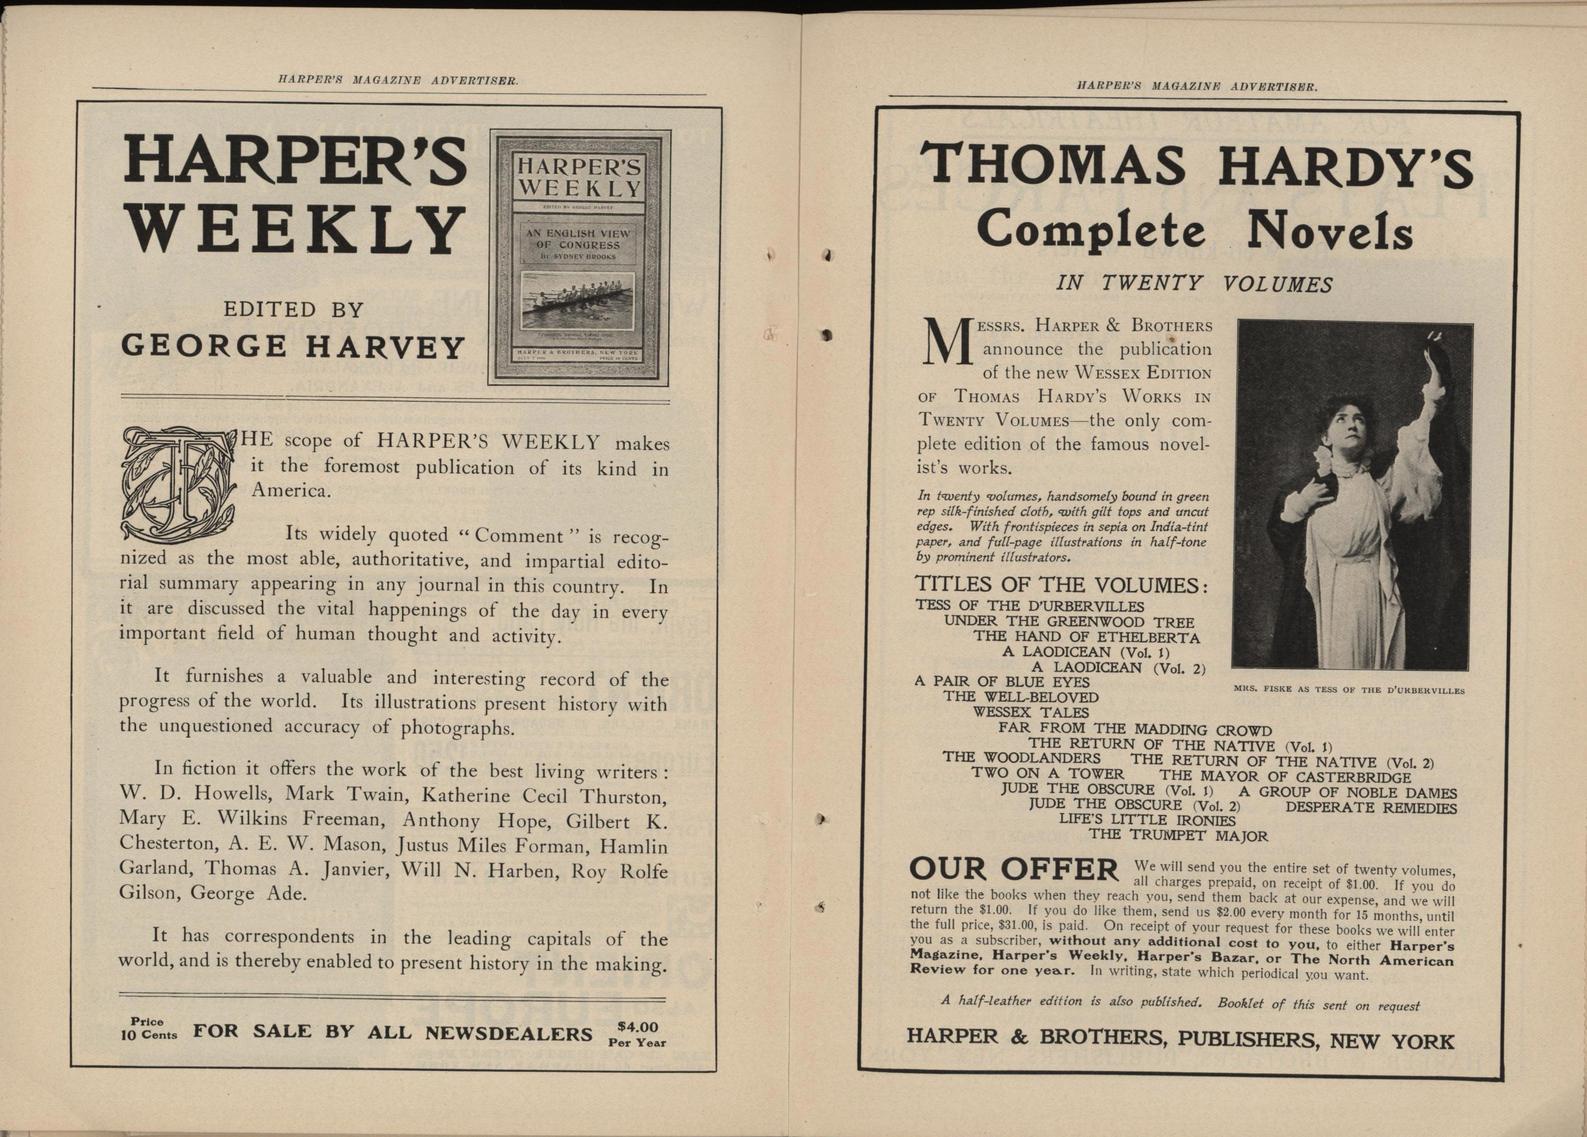 HARPER'S MAGAZINE ADVERTISER.
HARPER'S
WEEKLY
EDITED BY
GEORGE HARVEY
HARPER'S
WEEKLY
EDITED BY GEORGE HARVEY
AN ENGLISH VIEW
OF CONGRESS
By SYDNEY BROOKS
HARPER & BROTHERS, NEW YORK
PRICE 10 CENTS
THE scope of HARPER'S WEEKLY makes
it the foremost publication of its kind in
America.
Its widely quoted "Comment" is recog-
nized as the most able, authoritative, and impartial edito-
rial summary appearing in any journal in this country. In
it are discussed the vital happenings of the day in every
important field of human thought and activity.
It furnishes a valuable and interesting record of the
progress of the world. Its illustrations present history with
the unquestioned accuracy of photographs.
In fiction it offers the work of the best living writers:
W. D. Howells, Mark Twain, Katherine Cecil Thurston,
Mary E. Wilkins Freeman, Anthony Hope, Gilbert K.
Chesterton, A. E. W. Mason, Justus Miles Forman, Hamlin
Garland, Thomas A. Janvier, Will N. Harben, Roy Rolfe
Gilson, George Ade.
It has correspondents in the leading capitals of the
world, and is thereby enabled to present history in the making.
Price
10 Cents
FOR SALE BY ALL NEWSDEALERS
$4.00
Per Year
HARPER'S MAGAZINE ADVERTISER.
THOMAS HARDY'S
Complete Novels
IN TWENTY VOLUMES
MESSRS. HARPER & BROTHERS
announce the publication
of the new WESSEX EDITION
OF THOMAS HARDY'S WORKS IN
TWENTY VOLUMES—the only com-
plete edition of the famous novel-
ist's works.
In twenty volumes, handsomely bound in green
rep silk-finished cloth, with gilt tops and uncut
edges. With frontispieces in sepia on India-tint
paper, and full-page illustrations in half-tone
by prominent illustrators.
MRS. FISKE AS TESS OF THE D'URBERVILLES
TITLES OF THE VOLUMES:
TESS OF THE D'URBERVILLES
UNDER THE GREENWOOD TREE
THE HAND OF ETHELBERTA
A LAODICEAN (Vol. 1)
A LAODICEAN (Vol. 2)
A PAIR OF BLUE EYES
THE WELL-BELOVED
WESSEX TALES
FAR FROM THE MADDING CROWD
THE RETURN OF THE NATIVE (Vol. 1)
THE WOODLANDERS THE RETURN OF THE NATIVE (Vol. 2)
TWO ON A TOWER THE MAYOR OF CASTERBRIDGE
JUDE THE OBSCURE (Vol. 1) A GROUP OF NOBLE DAMES
JUDE THE OBSCURE (Vol. 2) DESPERATE REMEDIES
LIFE'S LITTLE IRONIES
THE TRUMPET MAJOR
OUR OFFER We will send you the entire set of twenty volumes,
all charges prepaid, on receipt of $1.00. If you do
not like the books when they reach you, send them back at our expense, and we will
return the $1.00. If you do like them, send us $2.00 every month for 15 months, until
the full price, $31.00, is paid. On receipt of your request for these books we will enter
you as a subscriber, without any additional cost to you, to either Harper's
Magazine, Harper's Weekly, Harper's Bazar, or The North American
Review for one year. In writing, state which periodical you want.
A half-leather edition is also published. Booklet of this sent on request
HARPER & BROTHERS, PUBLISHERS, NEW YORK